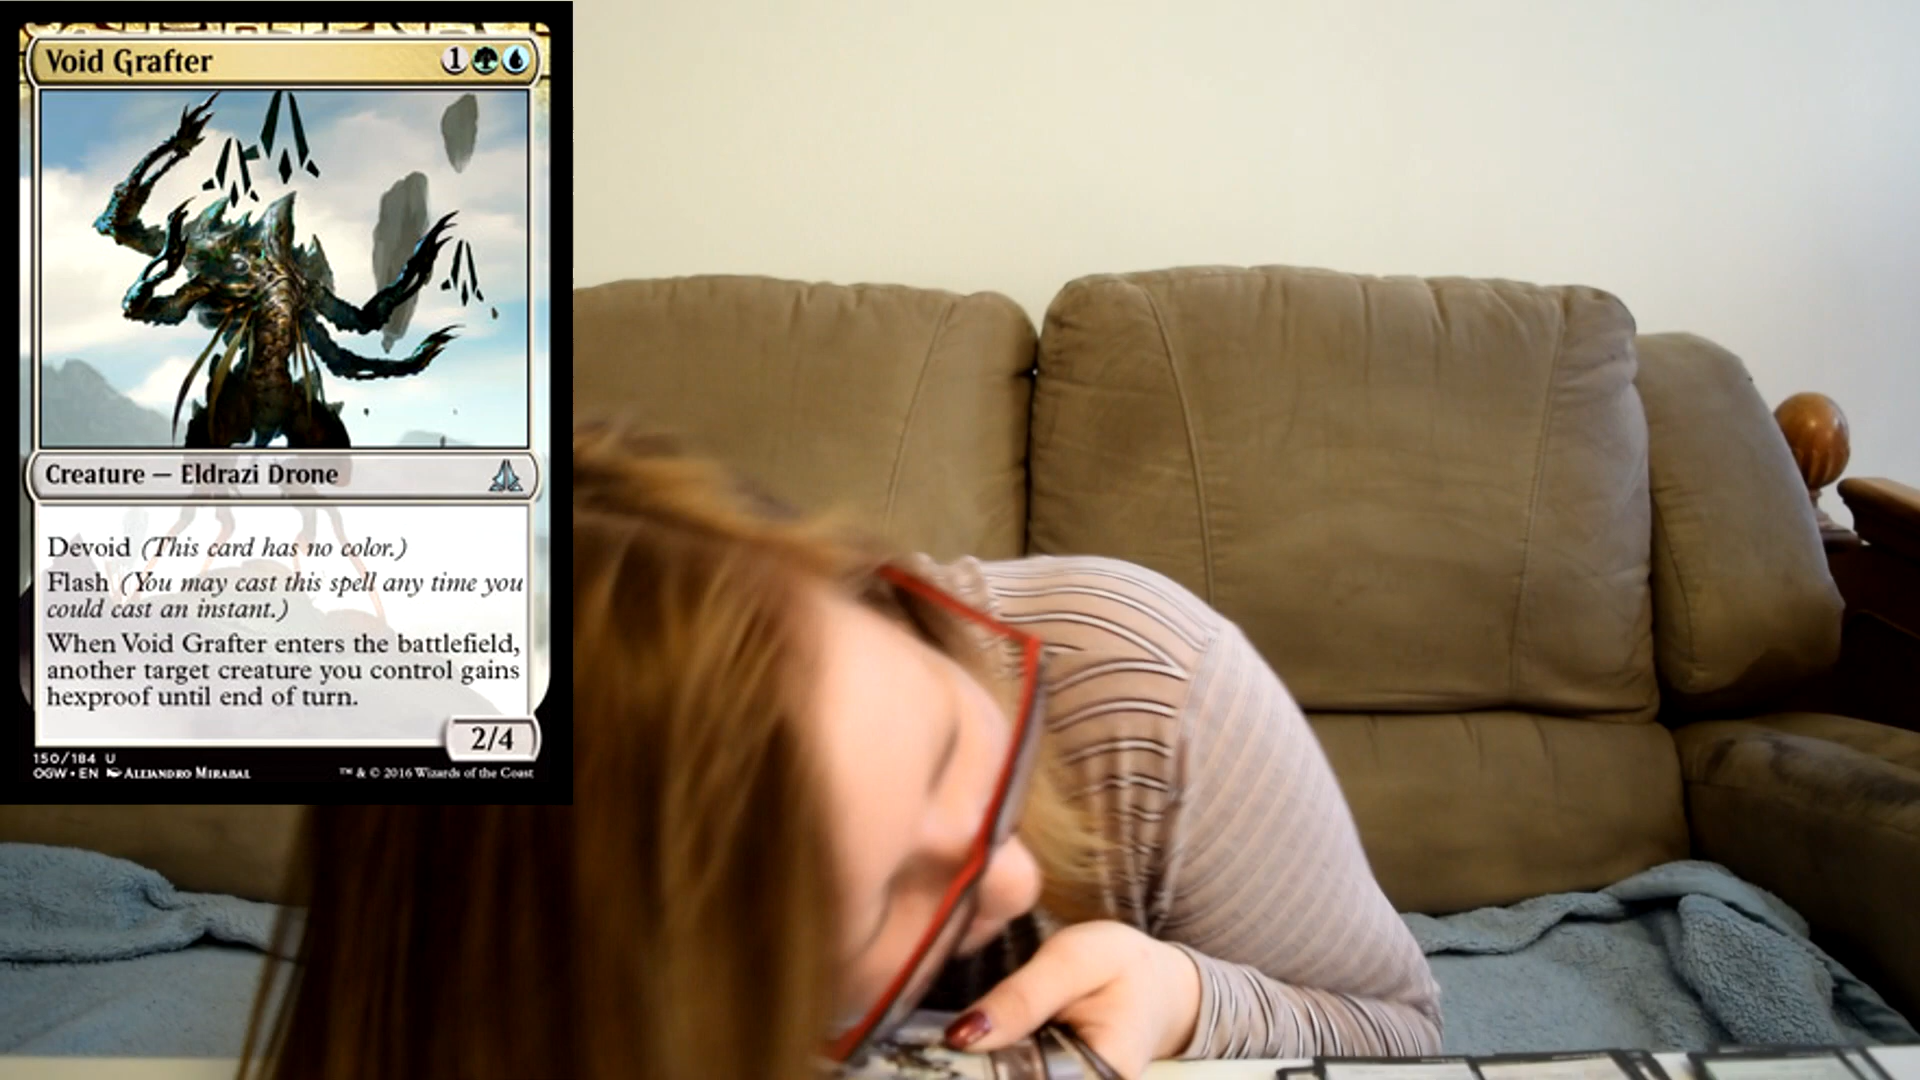 Void Grafter 1
Creature — Eldrazi Drone
Devoid (This card has no color.)
Flash (You may cast this spell any time you
could cast an instant.)
When Void Grafter enters the battlefield,
another target creature you control gains
hexproof until end of turn.
2/4
150/184 U
OGW • EN Alejandro Mirabal
™ & © 2016 Wizards of the Coast